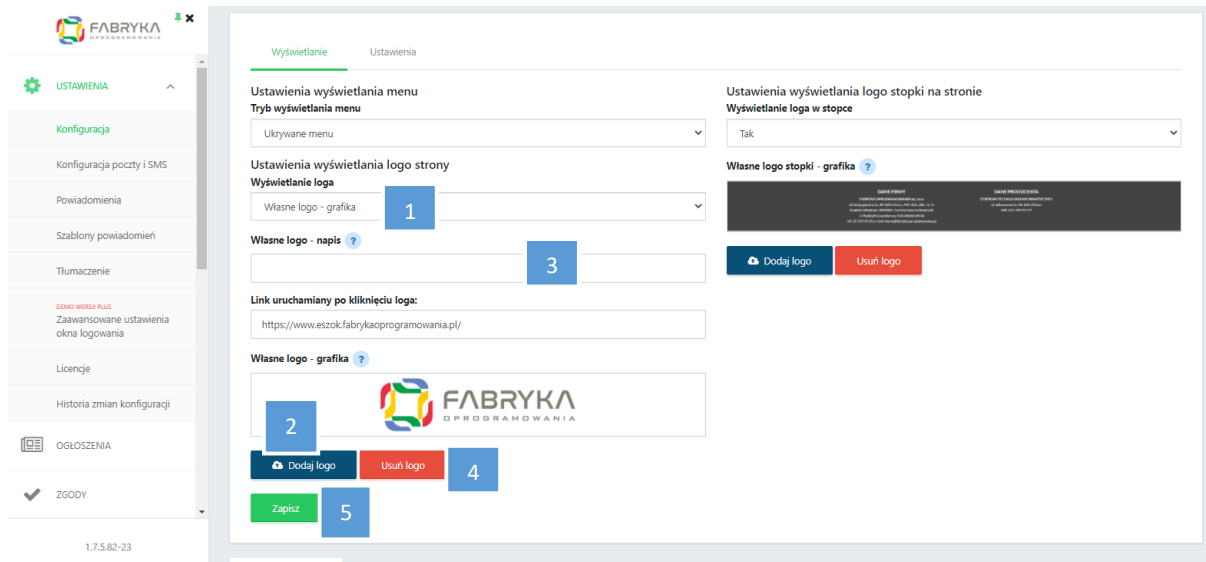 FABRYKA
OPROGRAMOWANIA
USTAWIENIA
Konfiguracja
Konfiguracja poczty i SMS
Powiadomienia
Szablony powiadomień
Tłumaczenie
DEMO WERSJI PLUS
Zaawansowane ustawienia
okna logowania
Licencje
Historia zmian konfiguracji
OGŁOSZENIA
ZGODY
1.7.5.82-23
Wyświetlanie
Ustawienia
Ustawienia wyświetlania menu
Tryb wyświetlania menu
Ukrywane menu
Ustawienia wyświetlania logo strony
Wyświetlanie loga
Własne logo - grafika
1
Własne logo - napis ?
3
Link uruchamiany po kliknięciu loga:
https://www.eszok.fabrykaoprogramowania.pl/
Własne logo - grafika ?
FABRYKA
OPROGRAMOWANIA
2
Dodaj logo
Usuń logo
4
Zapisz
5
Ustawienia wyświetlania logo stopki na stronie
Wyświetlanie loga w stopce
Tak
Własne logo stopki - grafika ?
DANE FIRMY
DANE PRODUCENTA
Dodaj logo
Usuń logo